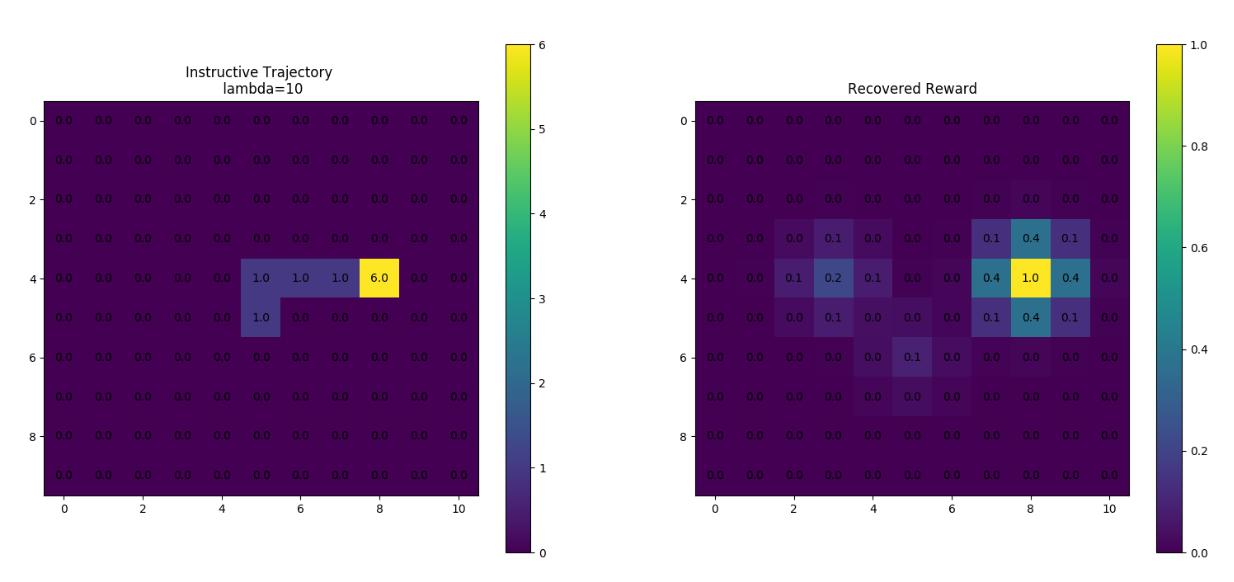 Instructive Trajectory
lambda=10
0 0.0 0.0 0.0 0.0 0.0 0.0 0.0 0.0 0.0 0.0 0.0
0.0 0.0 0.0 0.0 0.0 0.0 0.0 0.0 0.0 0.0 0.0
2 0.0 0.0 0.0 0.0 0.0 0.0 0.0 0.0 0.0 0.0 0.0
0.0 0.0 0.0 0.0 0.0 0.0 0.0 0.0 0.0 0.0 0.0
4 0.0 0.0 0.0 0.0 0.0 1.0 1.0 1.0 6.0 0.0 0.0
0.0 0.0 0.0 0.0 0.0 1.0 0.0 0.0 0.0 0.0 0.0
6 0.0 0.0 0.0 0.0 0.0 0.0 0.0 0.0 0.0 0.0 0.0
0.0 0.0 0.0 0.0 0.0 0.0 0.0 0.0 0.0 0.0 0.0
8 0.0 0.0 0.0 0.0 0.0 0.0 0.0 0.0 0.0 0.0 0.0
0.0 0.0 0.0 0.0 0.0 0.0 0.0 0.0 0.0 0.0 0.0
0 2 4 6 8 10
6
5
4
3
2
1
0
Recovered Reward
0 0.0 0.0 0.0 0.0 0.0 0.0 0.0 0.0 0.0 0.0 0.0
0.0 0.0 0.0 0.0 0.0 0.0 0.0 0.0 0.0 0.0 0.0
2 0.0 0.0 0.0 0.0 0.0 0.0 0.0 0.0 0.0 0.0 0.0
0.0 0.0 0.0 0.1 0.0 0.0 0.0 0.1 0.4 0.1 0.0
4 0.0 0.0 0.1 0.2 0.1 0.0 0.0 0.4 1.0 0.4 0.0
0.0 0.0 0.0 0.1 0.0 0.0 0.0 0.1 0.4 0.1 0.0
6 0.0 0.0 0.0 0.0 0.0 0.1 0.0 0.0 0.0 0.0 0.0
0.0 0.0 0.0 0.0 0.0 0.0 0.0 0.0 0.0 0.0 0.0
8 0.0 0.0 0.0 0.0 0.0 0.0 0.0 0.0 0.0 0.0 0.0
0.0 0.0 0.0 0.0 0.0 0.0 0.0 0.0 0.0 0.0 0.0
0 2 4 6 8 10
1.0
0.8
0.6
0.4
0.2
0.0